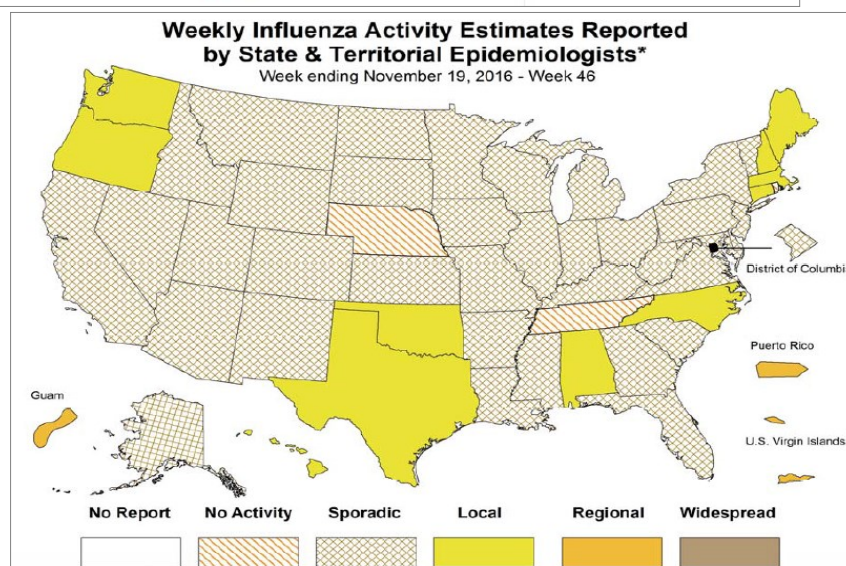 Weekly Influenza Activity Estimates Reported
by State & Territorial Epidemiologists*
Week ending November 19, 2016 - Week 46
District of Columbi
Puerto Rico
Guam
U.S. Virgin Islands
No Report No Activity Sporadic Local Regional Widespread